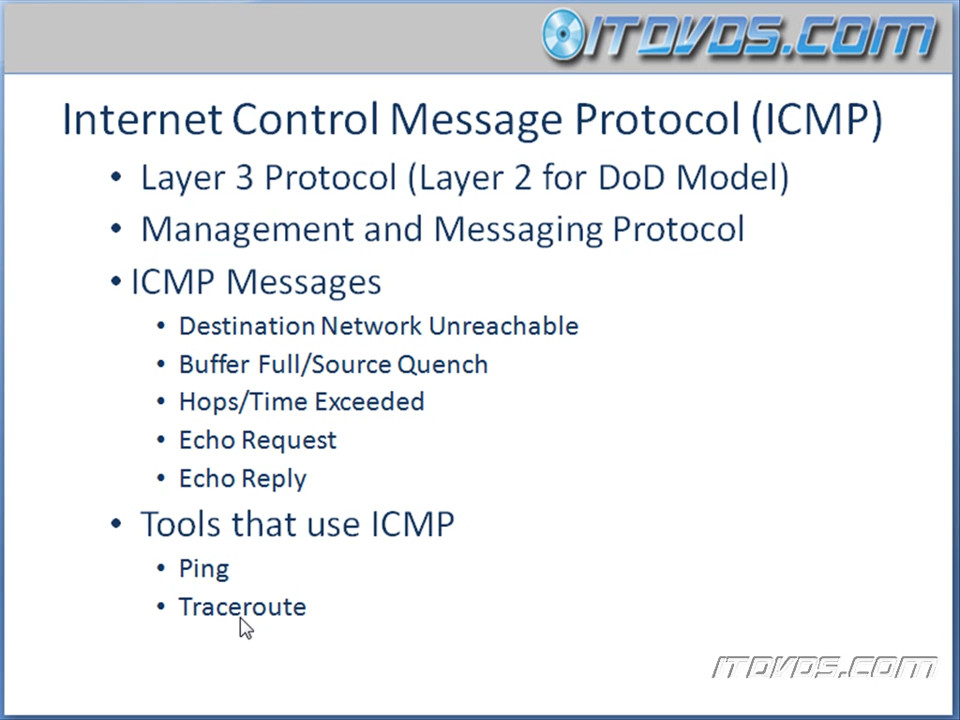 ITDVDS.com
Internet Control Message Protocol (ICMP)
• Layer 3 Protocol (Layer 2 for DoD Model)
• Management and Messaging Protocol
• ICMP Messages
• Destination Network Unreachable
• Buffer Full/Source Quench
• Hops/Time Exceeded
• Echo Request
• Echo Reply
• Tools that use ICMP
• Ping
• Traceroute
ITDVDS.com